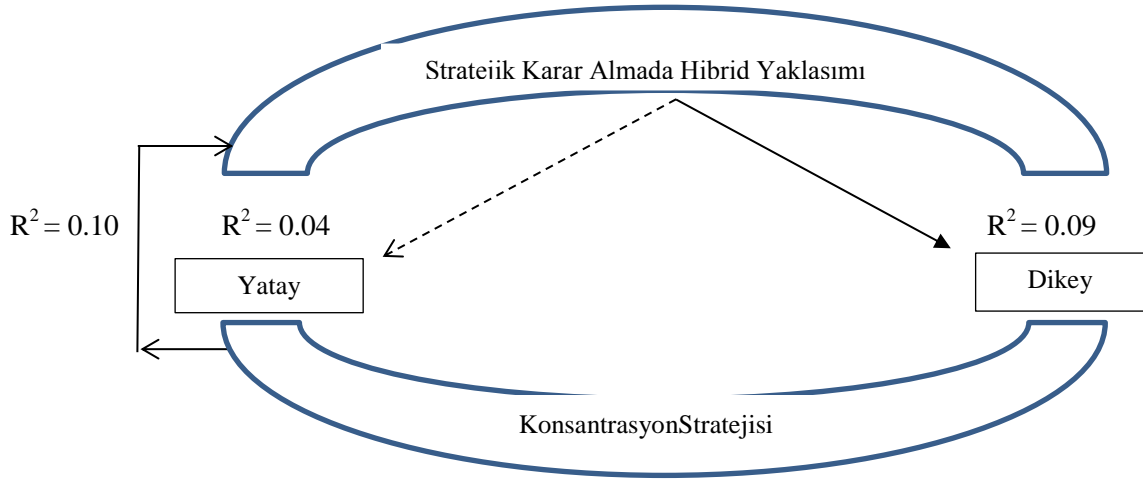 Strateiik Karar Almada Hibrid Yaklasımı
R² = 0.10
R² = 0.04
R² = 0.09
Yatay
Dikey
KonsantrasyonStratejisi